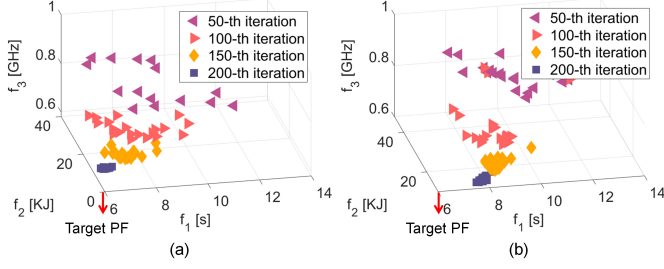 1
50-th iteration
100-th iteration
150-th iteration
200-th iteration
0.8
f3 [GHz]
0.6
40
20
0
f2 [KJ]
6
8
10
12
14
f1 [s]
Target PF
(a)
1
50-th iteration
100-th iteration
150-th iteration
200-th iteration
0.8
f3 [GHz]
0.6
40
20
f2 [KJ]
6
8
10
12
14
f1 [s]
Target PF
(b)